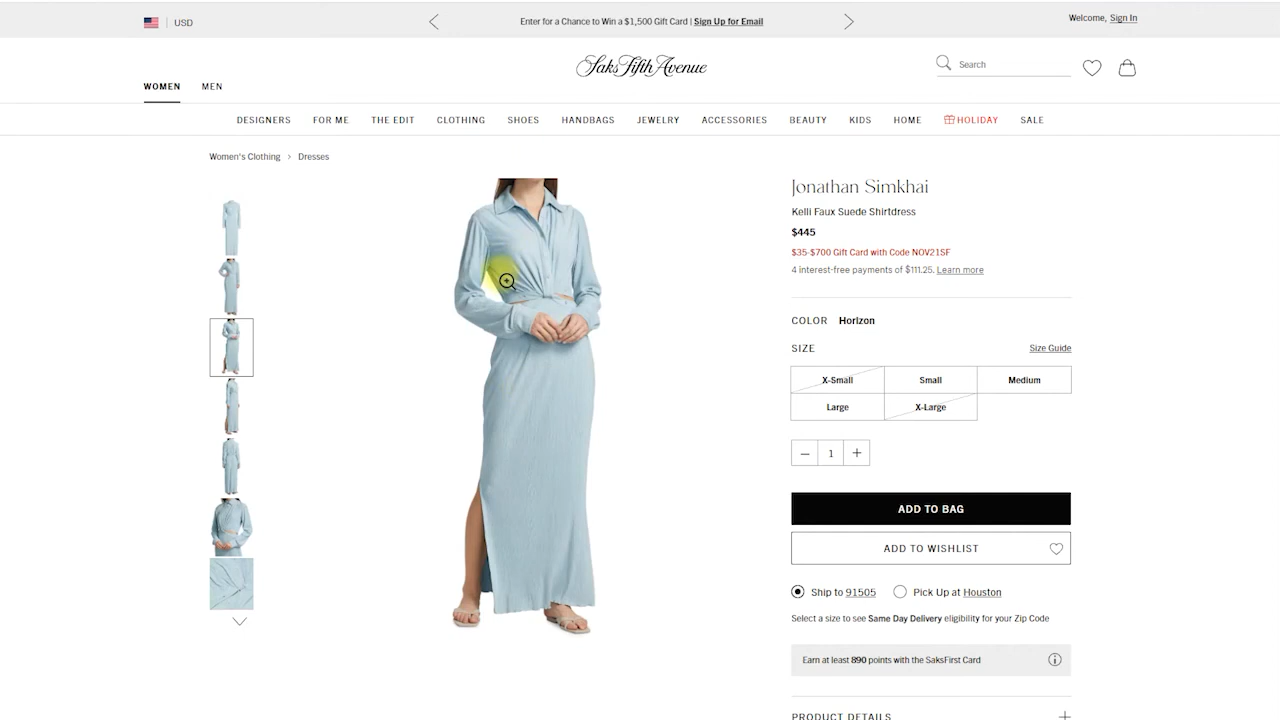 USD
Enter for a Chance to Win a $1,500 Gift Card | Sign Up for Email
Welcome, Sign In
Saks Fifth Avenue
Search
WOMEN MEN
DESIGNERS FOR ME THE EDIT CLOTHING SHOES HANDBAGS JEWELRY ACCESSORIES BEAUTY KIDS HOME HOLIDAY SALE
Women's Clothing > Dresses
Jonathan Simkhai
Kelli Faux Suede Shirtdress
$445
$35-$700 Gift Card with Code NOV21SF
4 interest-free payments of $111.25. Learn more
COLOR Horizon
SIZE Size Guide
X-Small Small Medium
Large X-Large
1
ADD TO BAG
ADD TO WISHLIST
Ship to 91505 Pick Up at Houston
Select a size to see Same Day Delivery eligibility for your Zip Code
Earn at least 890 points with the SaksFirst Card
PRODUCT DETAILS